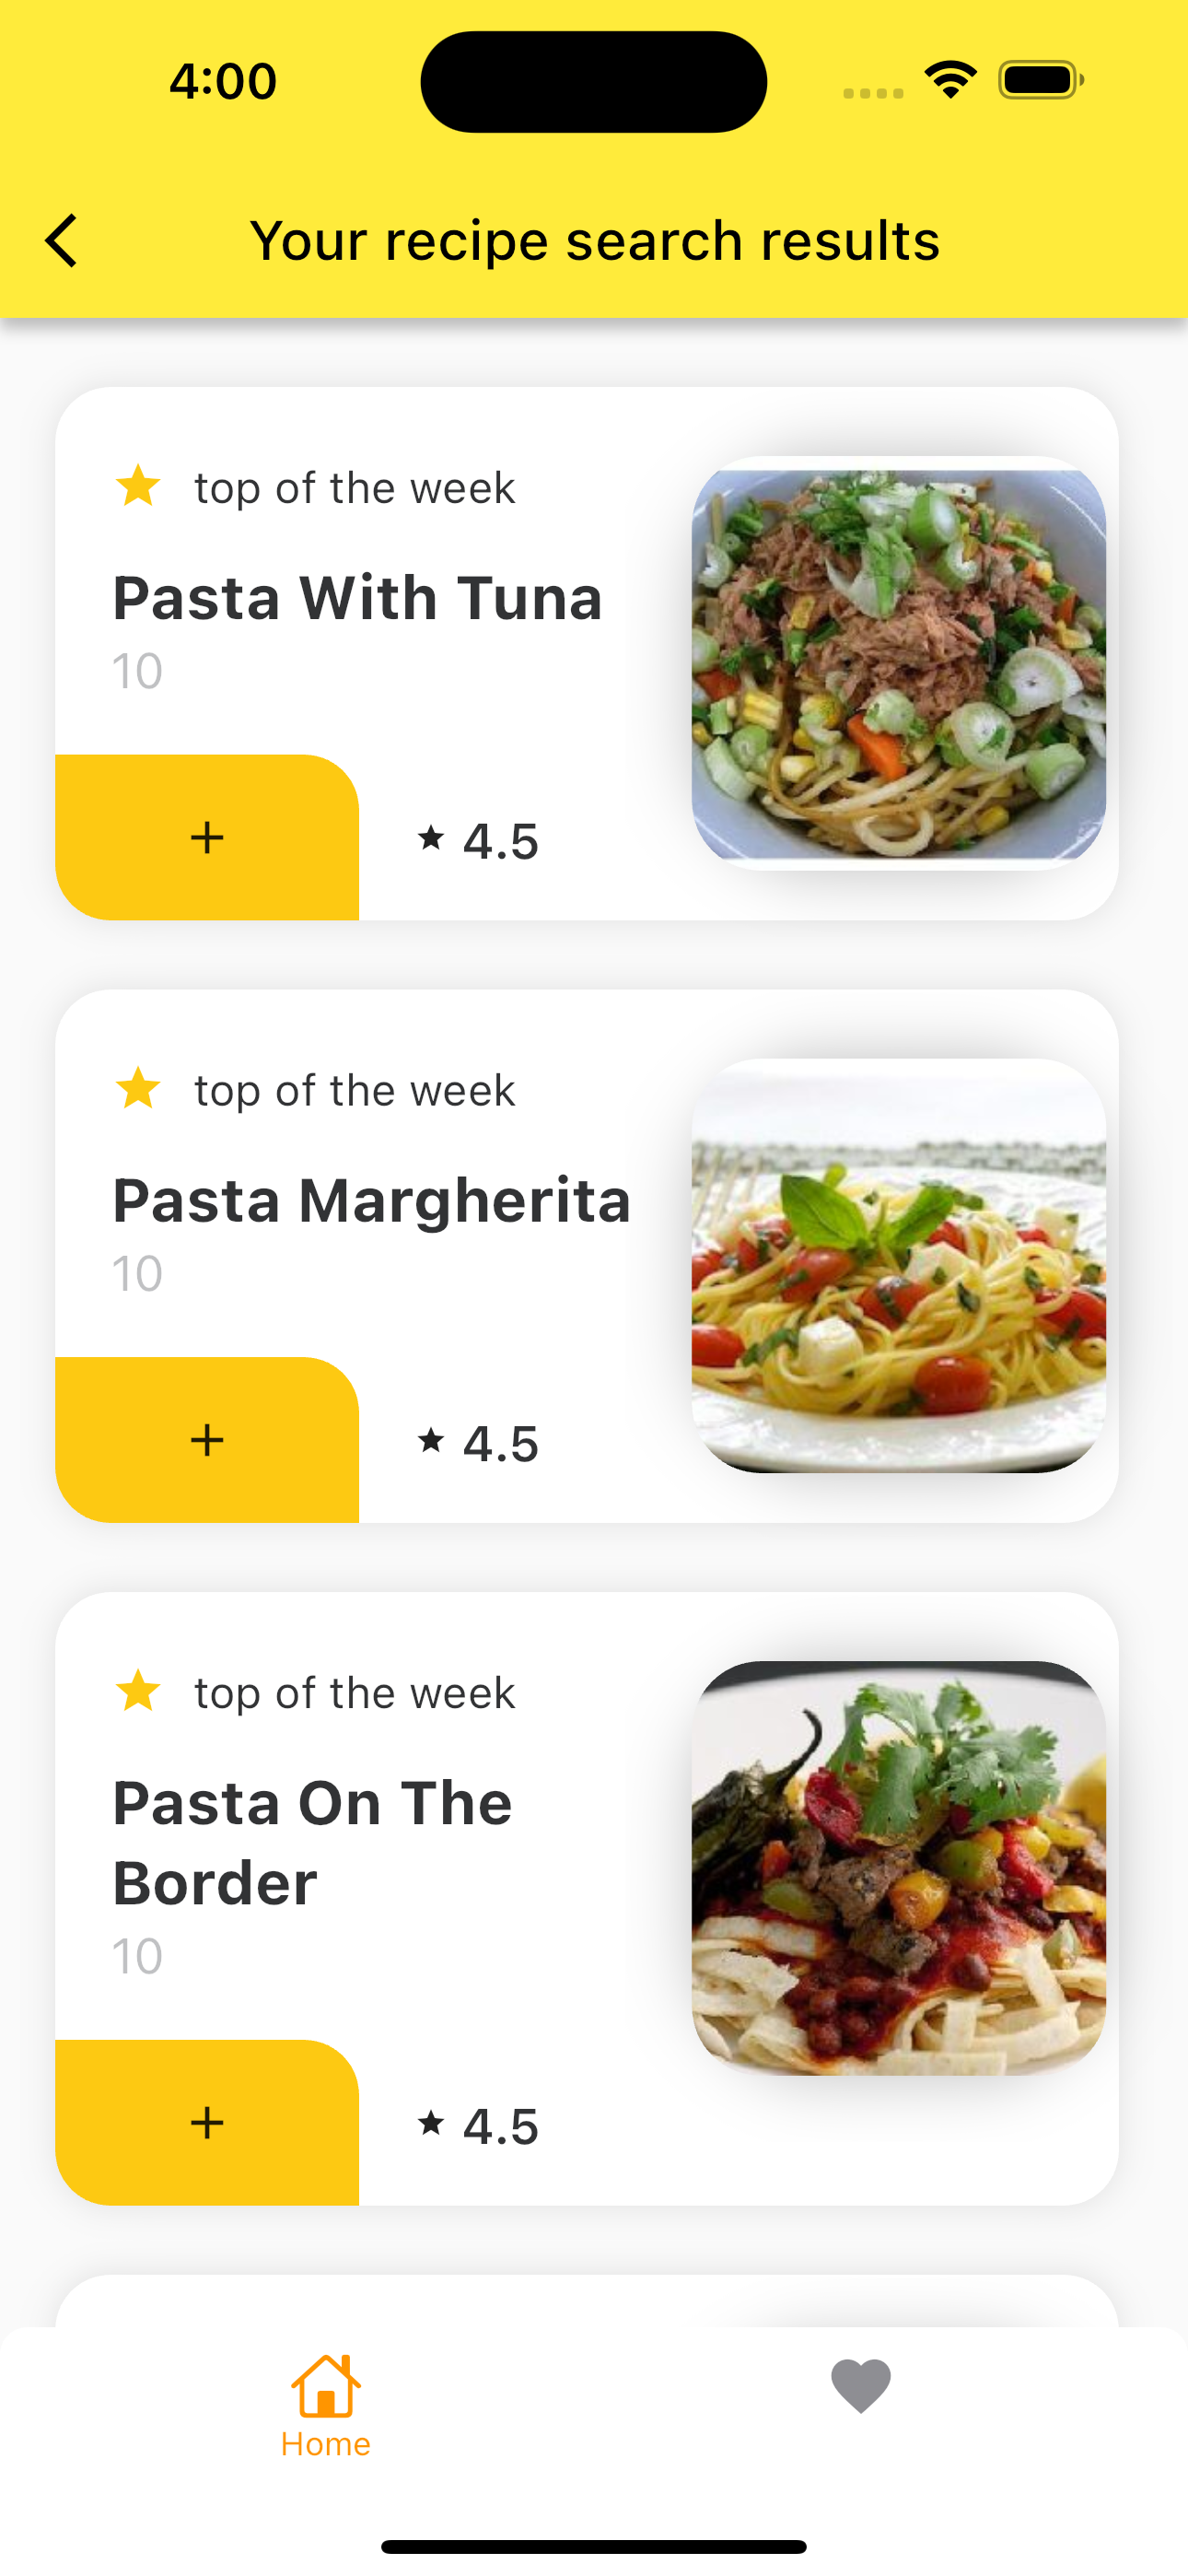 4:00
Your recipe search results
top of the week
Pasta With Tuna
10
+
4.5
top of the week
Pasta Margherita
10
+
4.5
top of the week
Pasta On The
Border
10
+
4.5
Home